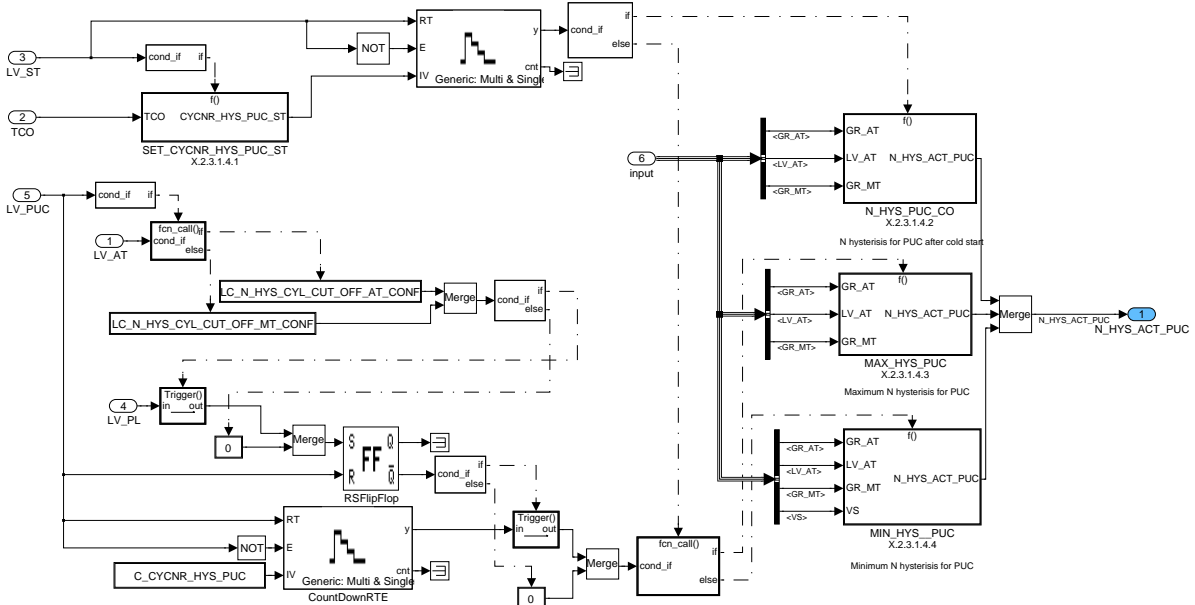 3
LV_ST
cond_if
if
f()
TCO
CYCNR_HYS_PUC_ST
SET_CYCNR_HYS_PUC_ST
X.2.3.1.4.1
2
TCO
NOT
RT
E
IV
y
cnt
Generic: Multi & Single
cond_if
if
else
5
LV_PUC
cond_if
if
1
LV_AT
fcn_call()
cond_if
if
else
LC_N_HYS_CYL_CUT_OFF_AT_CONF
LC_N_HYS_CYL_CUT_OFF_MT_CONF
Merge
cond_if
if
else
4
LV_PL
Trigger()
in
out
0
Merge
S
R
FF
Q
Q
RSFlipFlop
cond_if
if
else
NOT
C_CYCNR_HYS_PUC
RT
E
IV
y
cnt
Generic: Multi & Single
CountDownRTE
Trigger()
in
out
0
Merge
fcn_call()
cond_if
if
else
6
input
<GR_AT>
<LV_AT>
<GR_MT>
f()
GR_AT
LV_AT
GR_MT
N_HYS_ACT_PUC
N_HYS_PUC_CO
X.2.3.1.4.2
N hysterisis for PUC after cold start
<GR_AT>
<LV_AT>
<GR_MT>
f()
GR_AT
LV_AT
GR_MT
N_HYS_ACT_PUC
MAX_HYS_PUC
X.2.3.1.4.3
Maximum N hysterisis for PUC
<GR_AT>
<LV_AT>
<GR_MT>
<VS>
f()
GR_AT
LV_AT
GR_MT
VS
N_HYS_ACT_PUC
MIN_HYS__PUC
X.2.3.1.4.4
Minimum N hysterisis for PUC
Merge
N_HYS_ACT_PUC
1
N_HYS_ACT_PUC